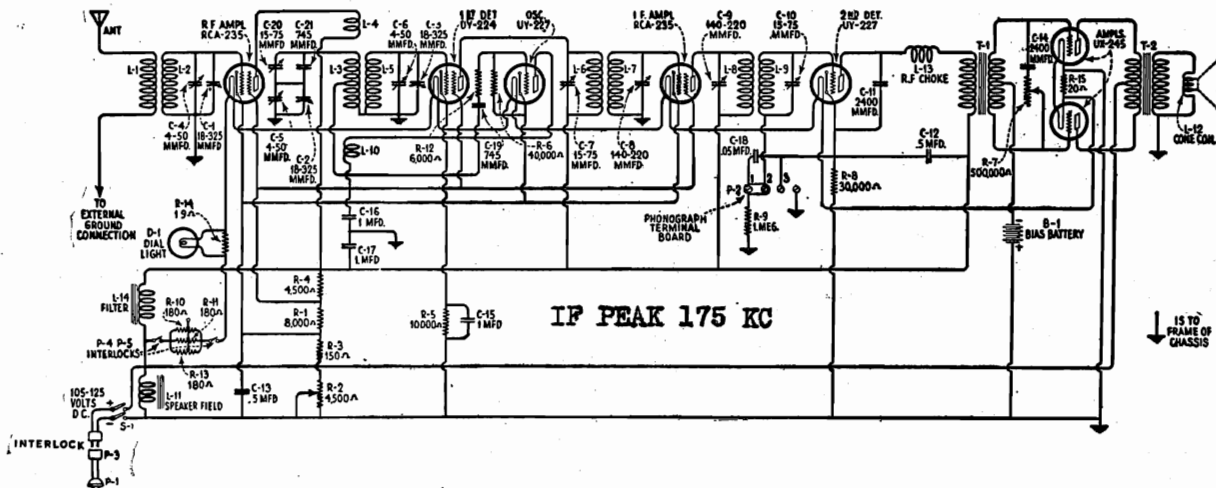 ANT
R F AMPL.
RCA-235
C-20
15-75
MMFD
C-21
745
MMFD
L-4
C-6
4-50
MMFD
C-3
18-325
MMFD.
1ST DET
UY-224
OSC.
UY-227
I F. AMPL
RCA-235
C-9
140-220
MMFD.
C-10
15-75
MMFD
2ND DET.
UY-227
L-13
R.F CHOKE
T-1
C-14
2400
MMFD
AMPLS.
UX-245
T-2
R-15
20Ω
L-12
CONE COIL
L-1
L-2
L-3
L-5
L-6
L-7
L-8
L-9
C-4
4-50
MMFD.
C-1
18-325
MMFD.
C-5
4-50
MMFD.
C-2
18-325
MMFD.
L-10
R-12
6,000Ω
C-19
745
MMFD.
R-6
40,000Ω
C-7
15-75
MMFD
C-8
140-220
MMFD.
C-11
2400
MMFD
C-18
.05 MFD.
C-12
.5 MFD.
R-7
500,000Ω
P-2
1
2
3
PHONOGRAPH
TERMINAL
BOARD
R-9
1.MEG.
R-8
30,000Ω
B-1
BIAS BATTERY
TO
EXTERNAL
GROUND
CONNECTION
R-14
1.9Ω
D-1
DIAL
LIGHT
C-16
1 MFD.
C-17
1.MFD
L-14
FILTER
R-10
180Ω
R-11
180Ω
P-4 P-5
INTERLOCKS
R-13
180Ω
R-4
4,500Ω
R-1
8,000Ω
R-3
150Ω
R-2
4,500Ω
R-5
10000Ω
C-15
1 MFD
IF PEAK 175 KC
IS TO
FRAME OF
CHASSIS
105-125
VOLTS
D.C.
+
−
S-1
L-11
SPEAKER FIELD
C-13
.5 MFD
INTERLOCK
P-3
P-1